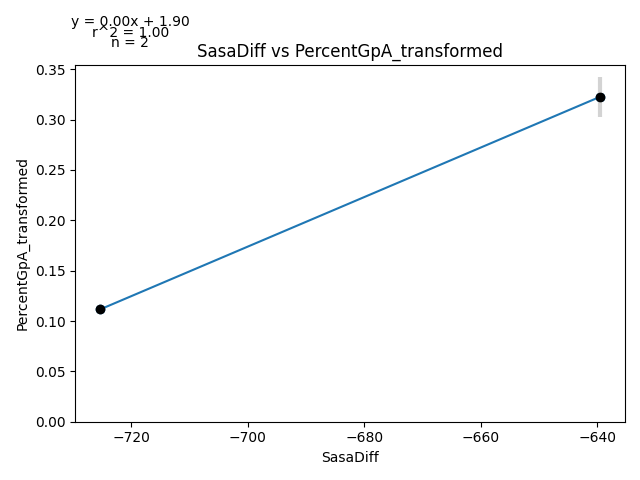 y = 0.00x + 1.90
r^2 = 1.00
n = 2
SasaDiff vs PercentGpA_transformed
0.35
0.30
0.25
0.20
0.15
0.10
0.05
0.00
PercentGpA_transformed
−720
−700
−680
−660
−640
SasaDiff